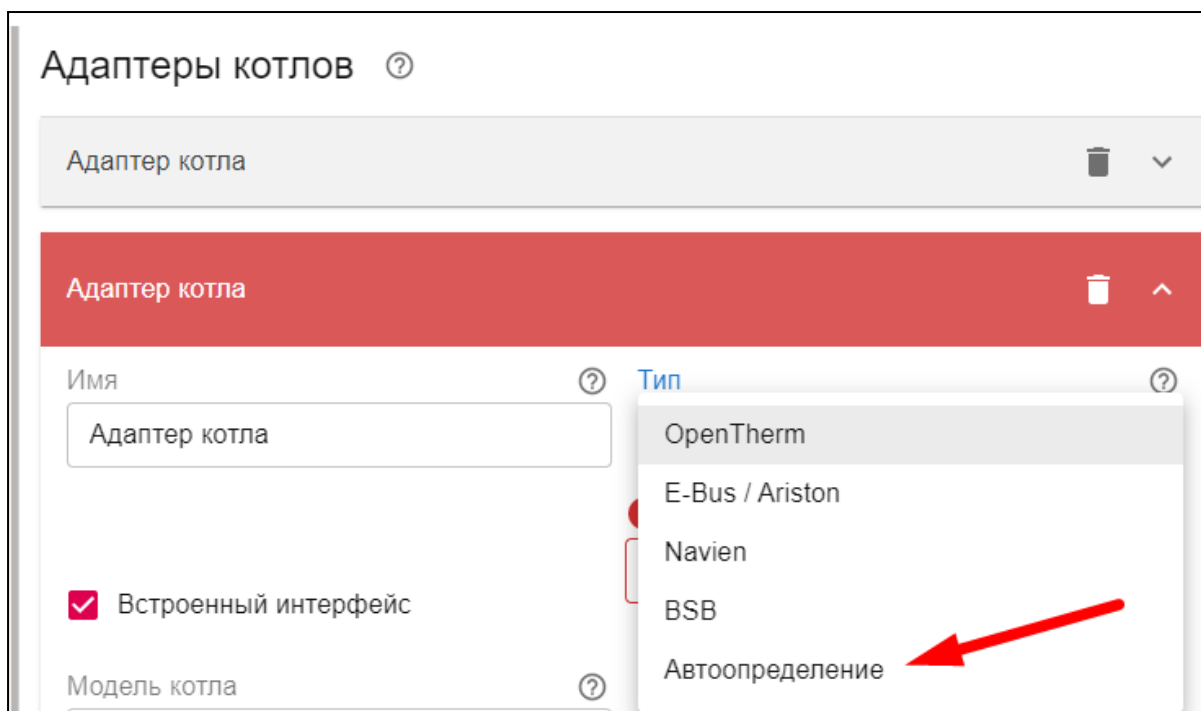 Адаптеры котлов
Адаптер котла
Адаптер котла
Имя
Тип
Адаптер котла
OpenTherm
E-Bus / Ariston
Navien
BSB
Автоопределение
Встроенный интерфейс
Модель котла